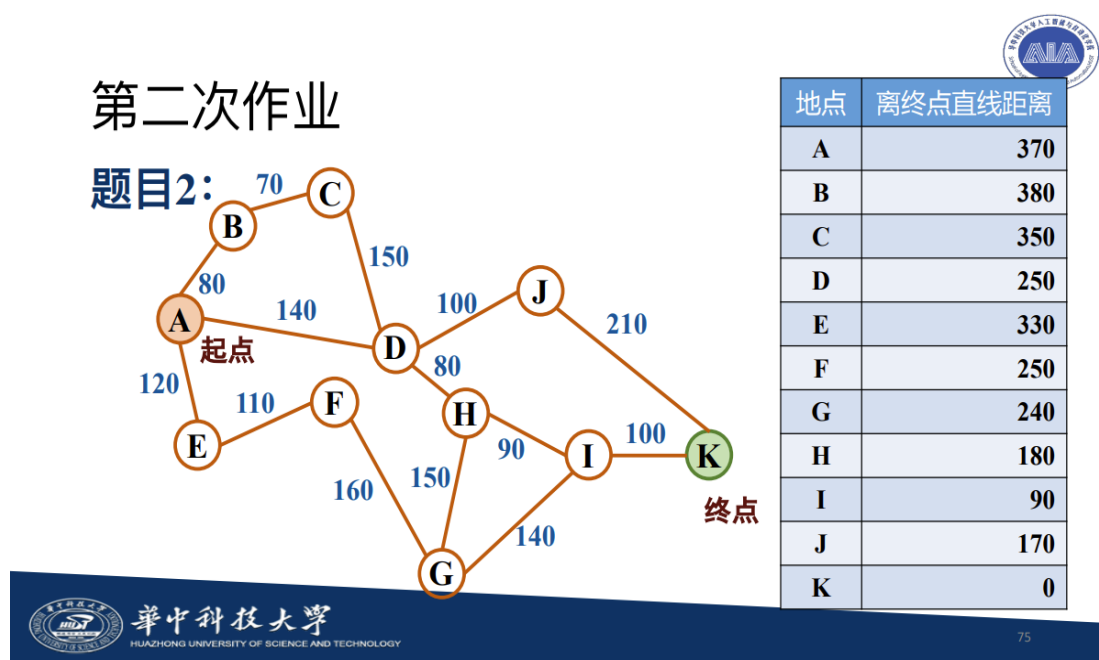 第二次作业
题目2：
地点 离终点直线距离
A 370
B 380
C 350
D 250
E 330
F 250
G 240
H 180
I 90
J 170
K 0
C
70
B
150
80
J
100
140
210
A
起点
D
80
120
F
110
H
E
90
I
100
K
150
160
终点
140
G
華中科技大学
HUAZHONG UNIVERSITY OF SCIENCE AND TECHNOLOGY
75